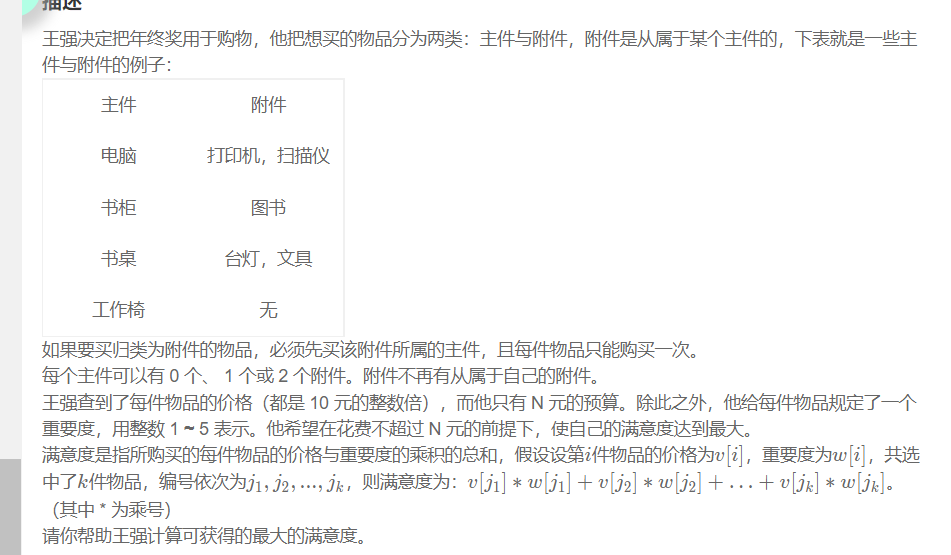 描述
王强决定把年终奖用于购物，他把想买的物品分为两类：主件与附件，附件是从属于某个主件的，下表就是一些主
件与附件的例子：
主件 附件
电脑 打印机，扫描仪
书柜 图书
书桌 台灯，文具
工作椅 无
如果要买归类为附件的物品，必须先买该附件所属的主件，且每件物品只能购买一次。
每个主件可以有 0 个、 1 个或 2 个附件。附件不再有从属于自己的附件。
王强查到了每件物品的价格（都是 10 元的整数倍），而他只有 N 元的预算。除此之外，他给每件物品规定了一个
重要度，用整数 1 ~ 5 表示。他希望在花费不超过 N 元的前提下，使自己的满意度达到最大。
满意度是指所购买的每件物品的价格与重要度的乘积的总和，假设设第i件物品的价格为v[i]，重要度为w[i]，共选
中了k件物品，编号依次为j₁, j₂, ..., jₖ，则满意度为：v[j₁] * w[j₁] + v[j₂] * w[j₂] + ... + v[jₖ] * w[jₖ]。
（其中 * 为乘号）
请你帮助王强计算可获得的最大的满意度。